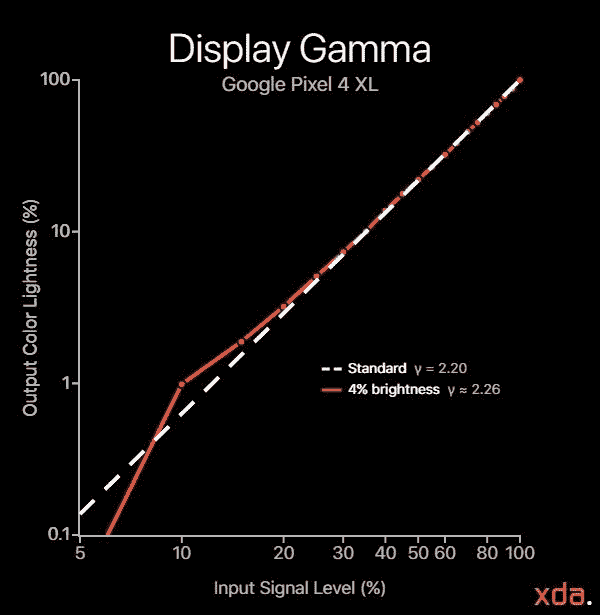 Display Gamma
Google Pixel 4 XL
Output Color Lightness (%)
100
10
1
0.1
Standard γ = 2.20
4% brightness γ ≈ 2.26
5 10 20 30 40 50 60 80 100
Input Signal Level (%)
xda.